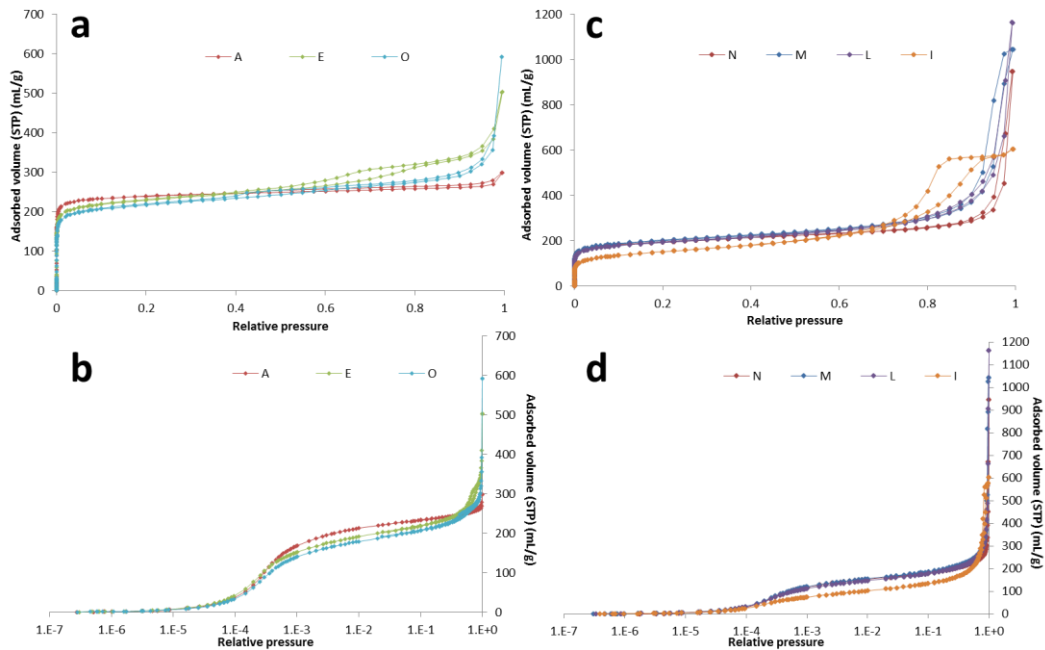 a
700
600
500
400
300
200
100
0
Adsorbed volume (STP) (mL/g)
A E O
0 0.2 0.4 0.6 0.8 1
Relative pressure
c
1200
1000
800
600
400
200
0
Adsorbed volume (STP) (mL/g)
N M L I
0 0.2 0.4 0.6 0.8 1
Relative pressure
b
A E O
700
600
500
400
300
200
100
0
Adsorbed volume (STP) (mL/g)
1.E-7 1.E-6 1.E-5 1.E-4 1.E-3 1.E-2 1.E-1 1.E+0
Relative pressure
d
N M L I
1200
1100
1000
900
800
700
600
500
400
300
200
100
0
Adsorbed volume (STP) (mL/g)
1.E-7 1.E-6 1.E-5 1.E-4 1.E-3 1.E-2 1.E-1 1.E+0
Relative pressure